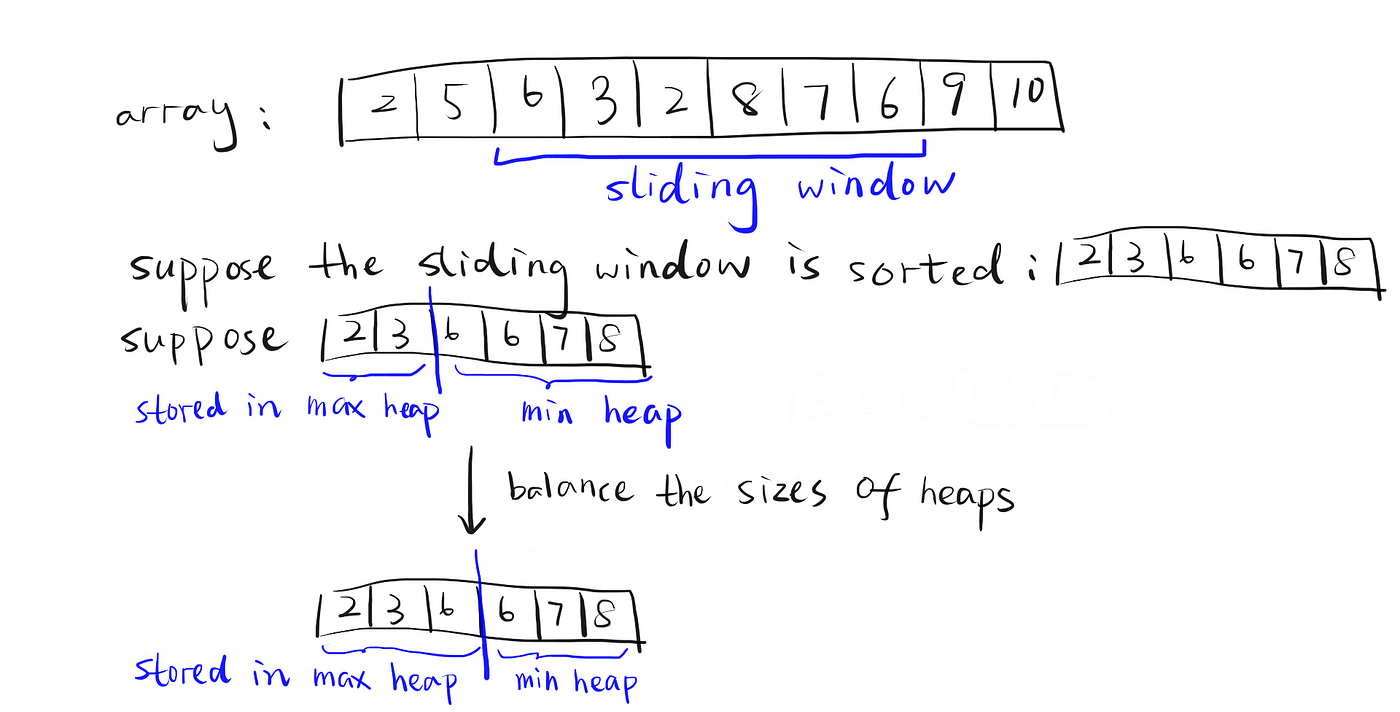 array: 2 5 6 3 2 8 7 6 9 10
sliding window
suppose the sliding window is sorted: 2 3 6 6 7 8
suppose 2 3 6 6 7 8
stored in max heap min heap
balance the sizes of heaps
2 3 6 6 7 8
stored in max heap min heap